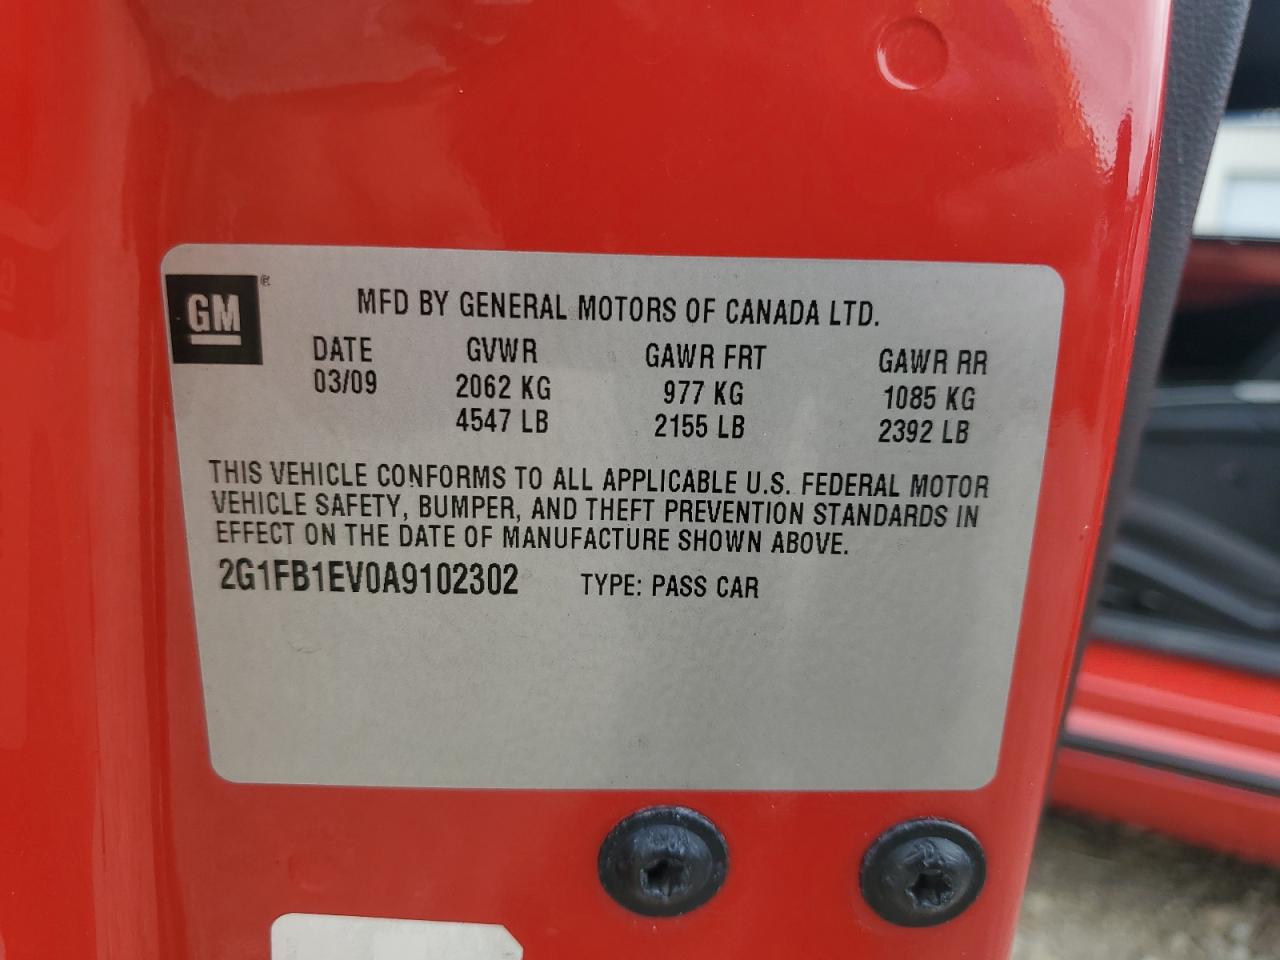 GM ®
MFD BY GENERAL MOTORS OF CANADA LTD.
DATE GVWR GAWR FRT GAWR RR
03/09 2062 KG 977 KG 1085 KG
4547 LB 2155 LB 2392 LB
THIS VEHICLE CONFORMS TO ALL APPLICABLE U.S. FEDERAL MOTOR
VEHICLE SAFETY, BUMPER, AND THEFT PREVENTION STANDARDS IN
EFFECT ON THE DATE OF MANUFACTURE SHOWN ABOVE.
2G1FB1EV0A9102302 TYPE: PASS CAR